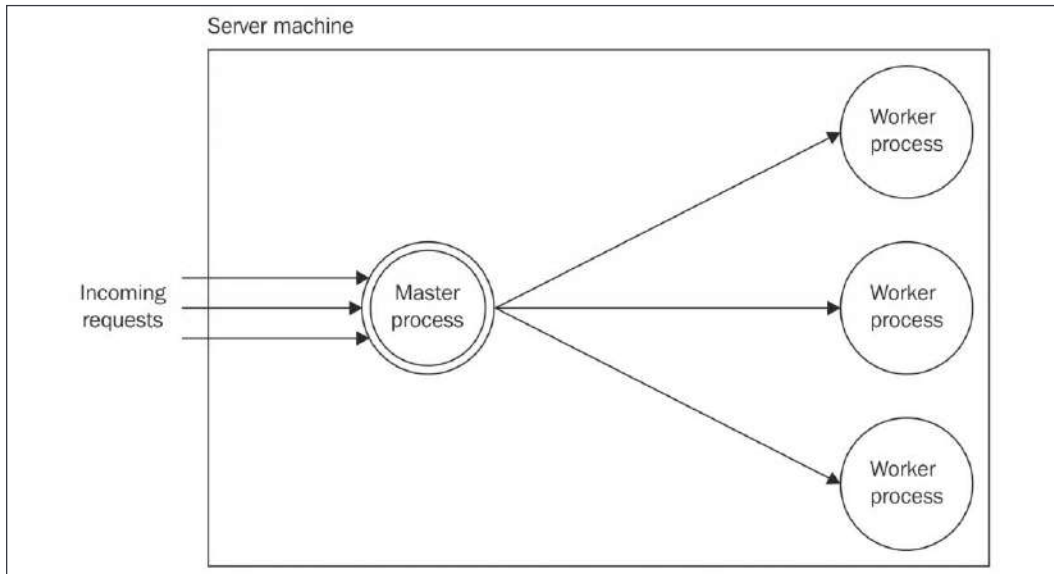 Server machine
Worker
process
Incoming
requests
Master
process
Worker
process
Worker
process